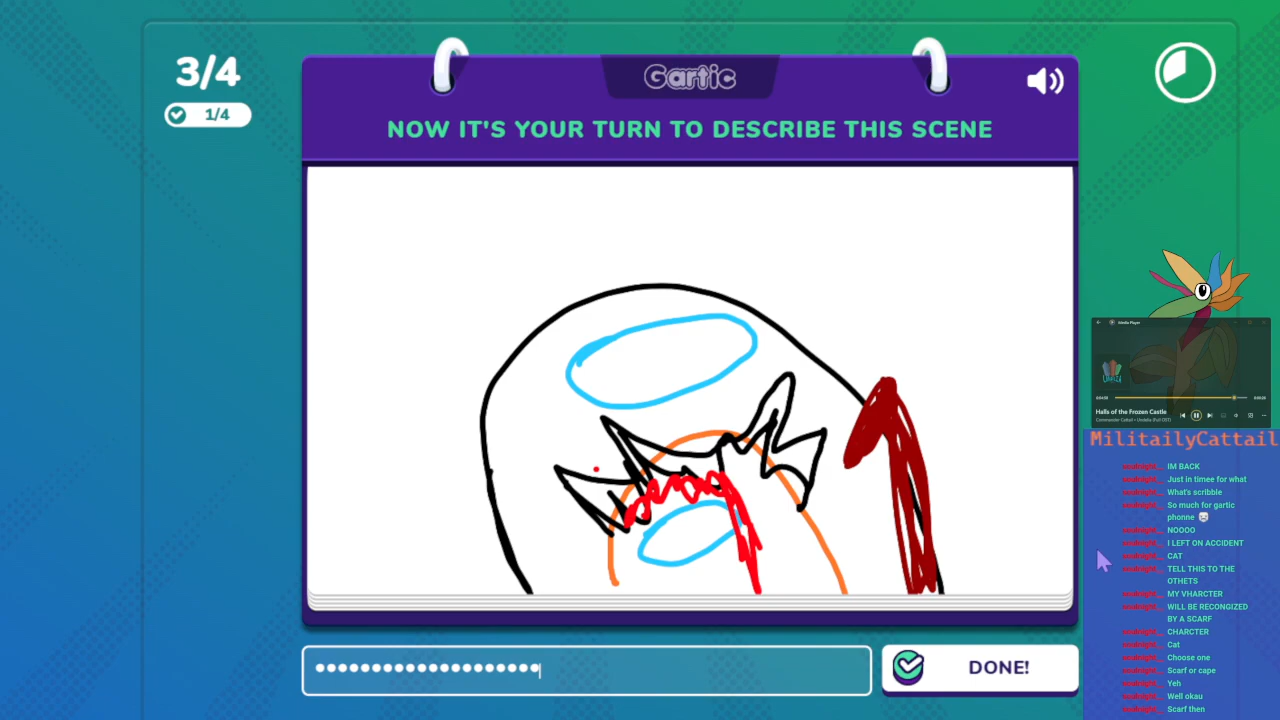 3/4
1/4
Gartic
NOW IT'S YOUR TURN TO DESCRIBE THIS SCENE
DONE!
Halls of the Frozen Castle
MilitailyCattail
IM BACK
Just in timee for what
What's scribble
So much for gartic
phonne
NOOOO
I LEFT ON ACCIDENT
CAT
TELL THIS TO THE
OTHETS
MY VHARCTER
WILL BE RECONGIZED
BY A SCARF
CHARCTER
Cat
Choose one
Scarf or cape
Yeh
Well okau
Scarf then